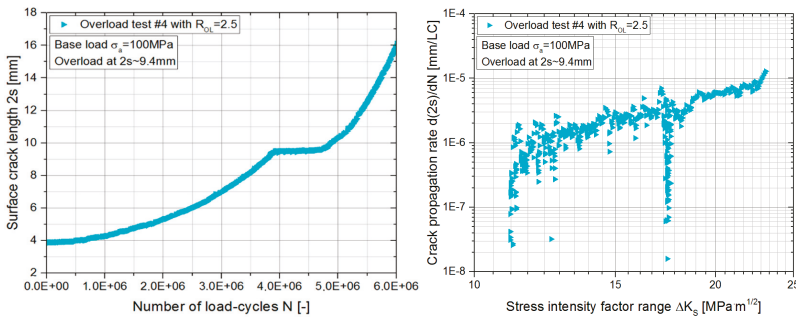 Overload test #4 with R_OL=2.5
Base load σ_a=100MPa
Overload at 2s~9.4mm
Surface crack length 2s [mm]
18
16
14
12
10
8
6
4
2
0.0E+00 1.0E+06 2.0E+06 3.0E+06 4.0E+06 5.0E+06 6.0E+06
Number of load-cycles N [-]
Overload test #4 with R_OL=2.5
Base load σ_a=100MPa
Overload at 2s~9.4mm
Crack propagation rate d(2s)/dN [mm/LC]
1E-4
1E-5
1E-6
1E-7
1E-8
10 15 20 25
Stress intensity factor range ΔK_S [MPa m^1/2]